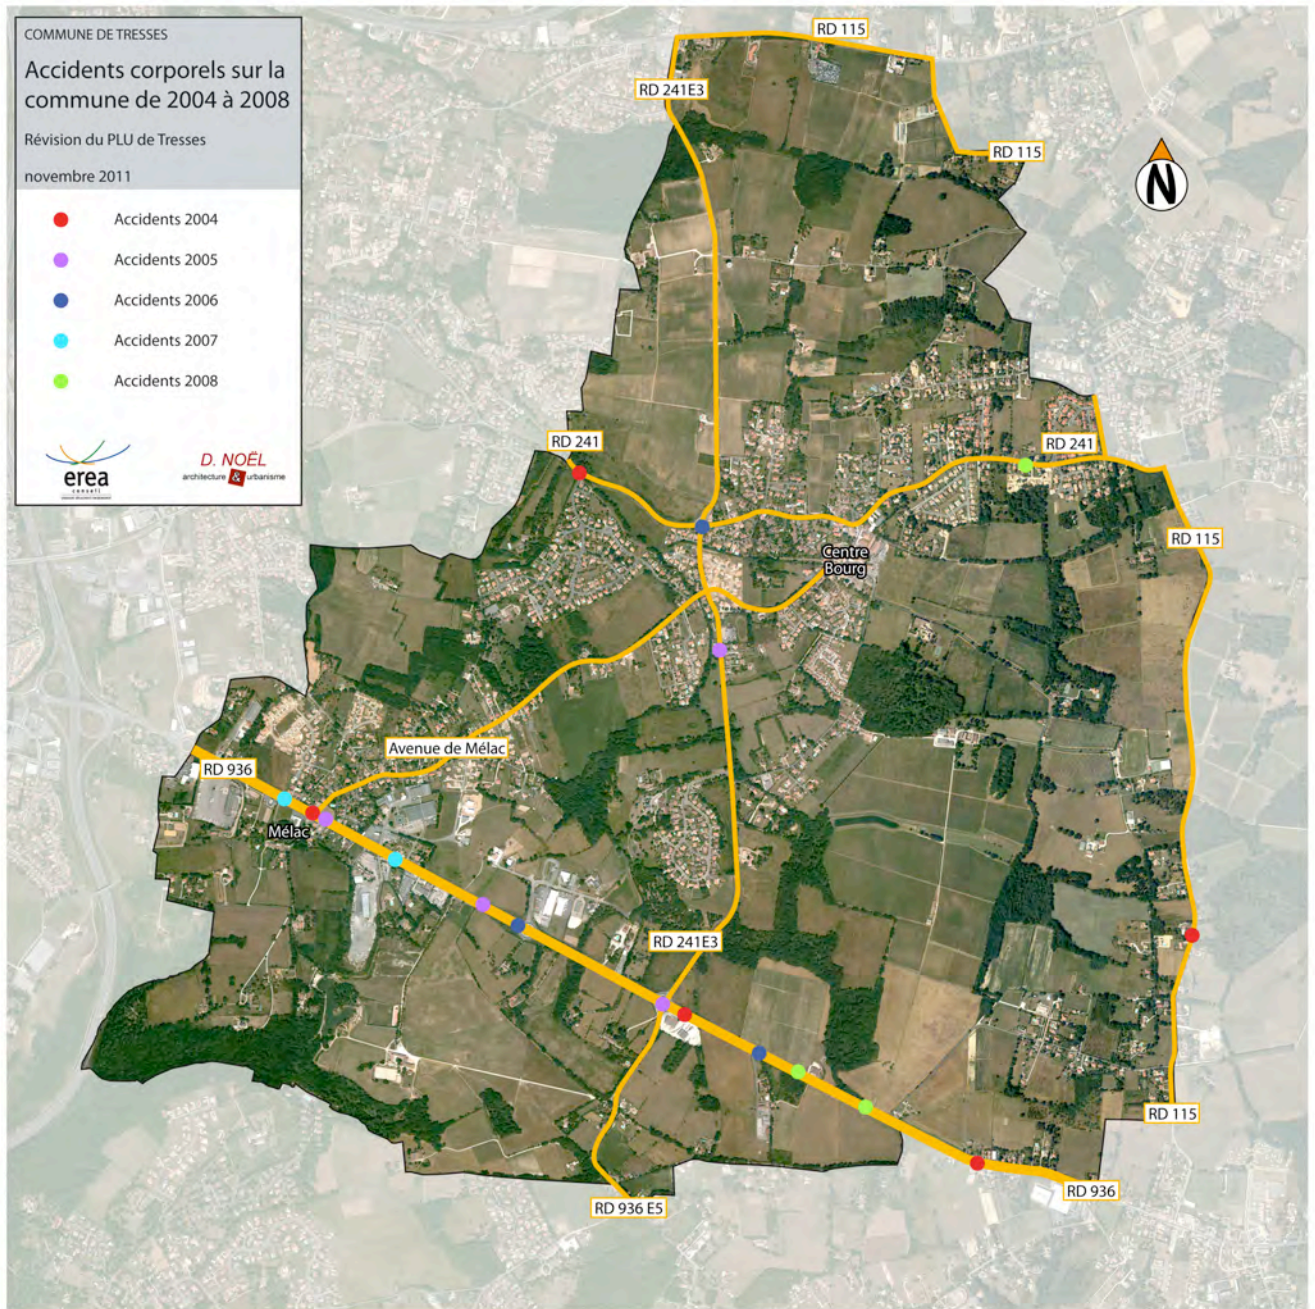 COMMUNE DE TRESSES
Accidents corporels sur la
commune de 2004 à 2008
Révision du PLU de Tresses
novembre 2011
Accidents 2004
Accidents 2005
Accidents 2006
Accidents 2007
Accidents 2008
erea
conseil
D. NOËL
architecture & urbanisme
RD 115
RD 241E3
RD 115
N
RD 241
RD 241
RD 115
Centre
Bourg
Avenue de Mélac
RD 936
Mélac
RD 241E3
RD 115
RD 936
RD 936 E5